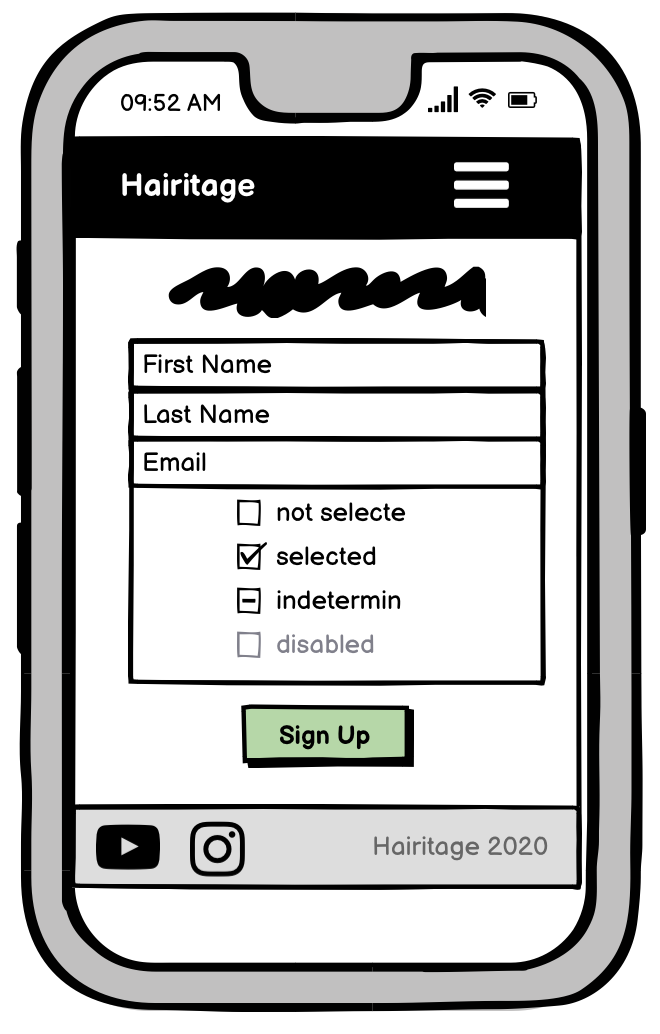 09:52 AM
Hairitage
First Name
Last Name
Email
not selecte
selected
indetermin
disabled
Sign Up
Hairitage 2020